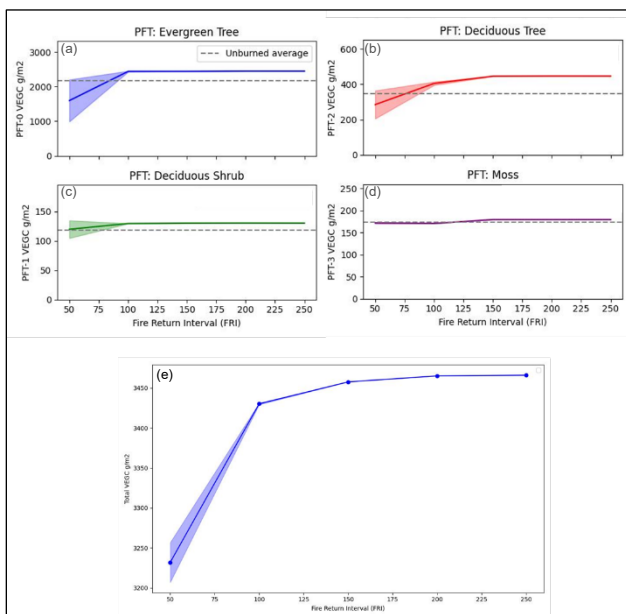 PFT: Evergreen Tree
(a)
Unburned average
3000
2000
1000
0
PFT-0 VEGC g/m2
PFT: Deciduous Tree
(b)
600
400
200
0
PFT-2 VEGC g/m2
PFT: Deciduous Shrub
(c)
150
100
50
0
PFT-1 VEGC g/m2
50 75 100 125 150 175 200 225 250
Fire Return Interval (FRI)
PFT: Moss
(d)
250
200
150
100
50
0
PFT-3 VEGC g/m2
50 75 100 125 150 175 200 225 250
Fire Return Interval (FRI)
(e)
3450
3400
3350
3300
3250
3200
Total VEGC g/m2
50 75 100 125 150 175 200 225 250
Fire Return Interval (FRI)